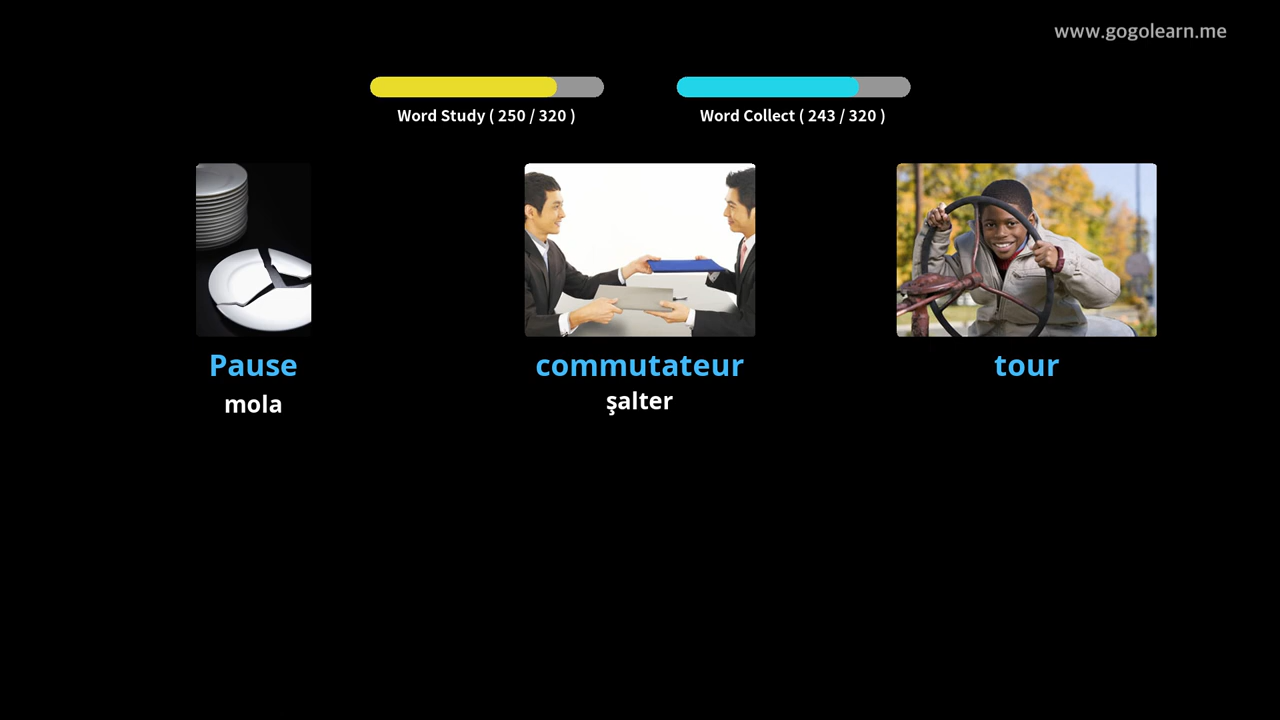 www.gogolearn.me
Word Study ( 250 / 320 )
Word Collect ( 243 / 320 )
Pause
mola
commutateur
şalter
tour